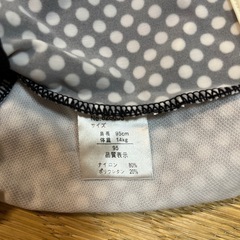 サイズ
身長 95cm
体重 14kg
95
品質表示
ナイロン 80%
ポリウレタン 20%